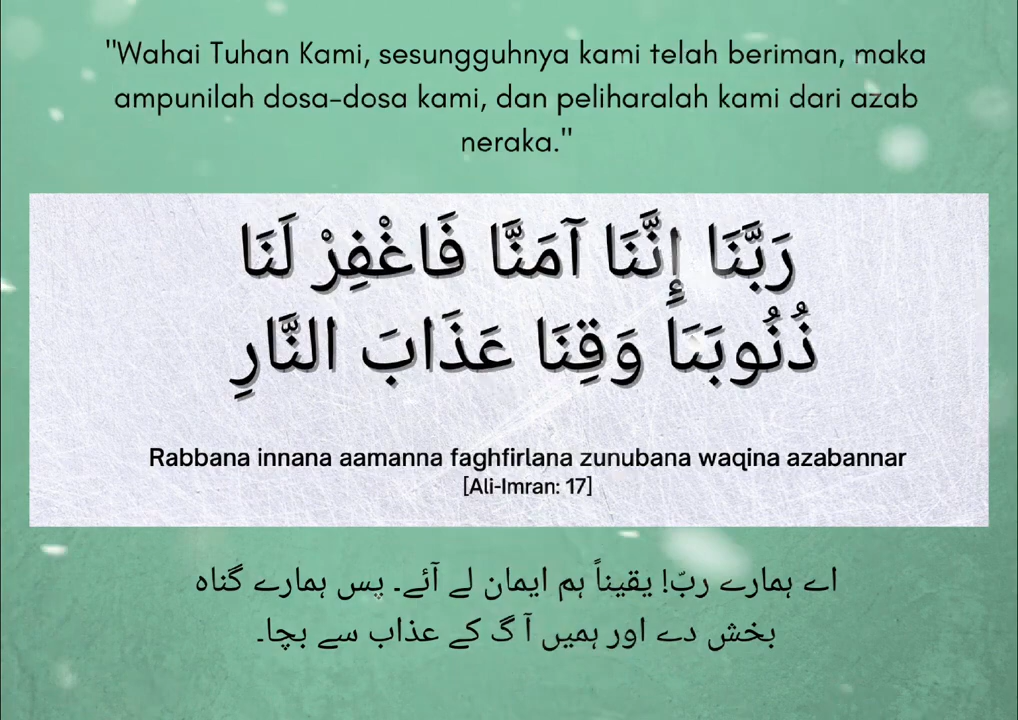 "Wahai Tuhan Kami, sesungguhnya kami telah beriman, maka
ampunilah dosa-dosa kami, dan peliharalah kami dari azab
neraka."
رَبَّنَا إِنَّنَا آمَنَّا فَاغْفِرْ لَنَا
ذُنُوبَنَا وَقِنَا عَذَابَ النَّارِ
Rabbana innana aamanna faghfirlana zunubana waqina azabannar
[Ali-Imran: 17]
اے ہمارے ربّ! یقیناً ہم ایمان لے آئے۔ پس ہمارے گناہ
بخش دے اور ہمیں آ گ کے عذاب سے بچا۔